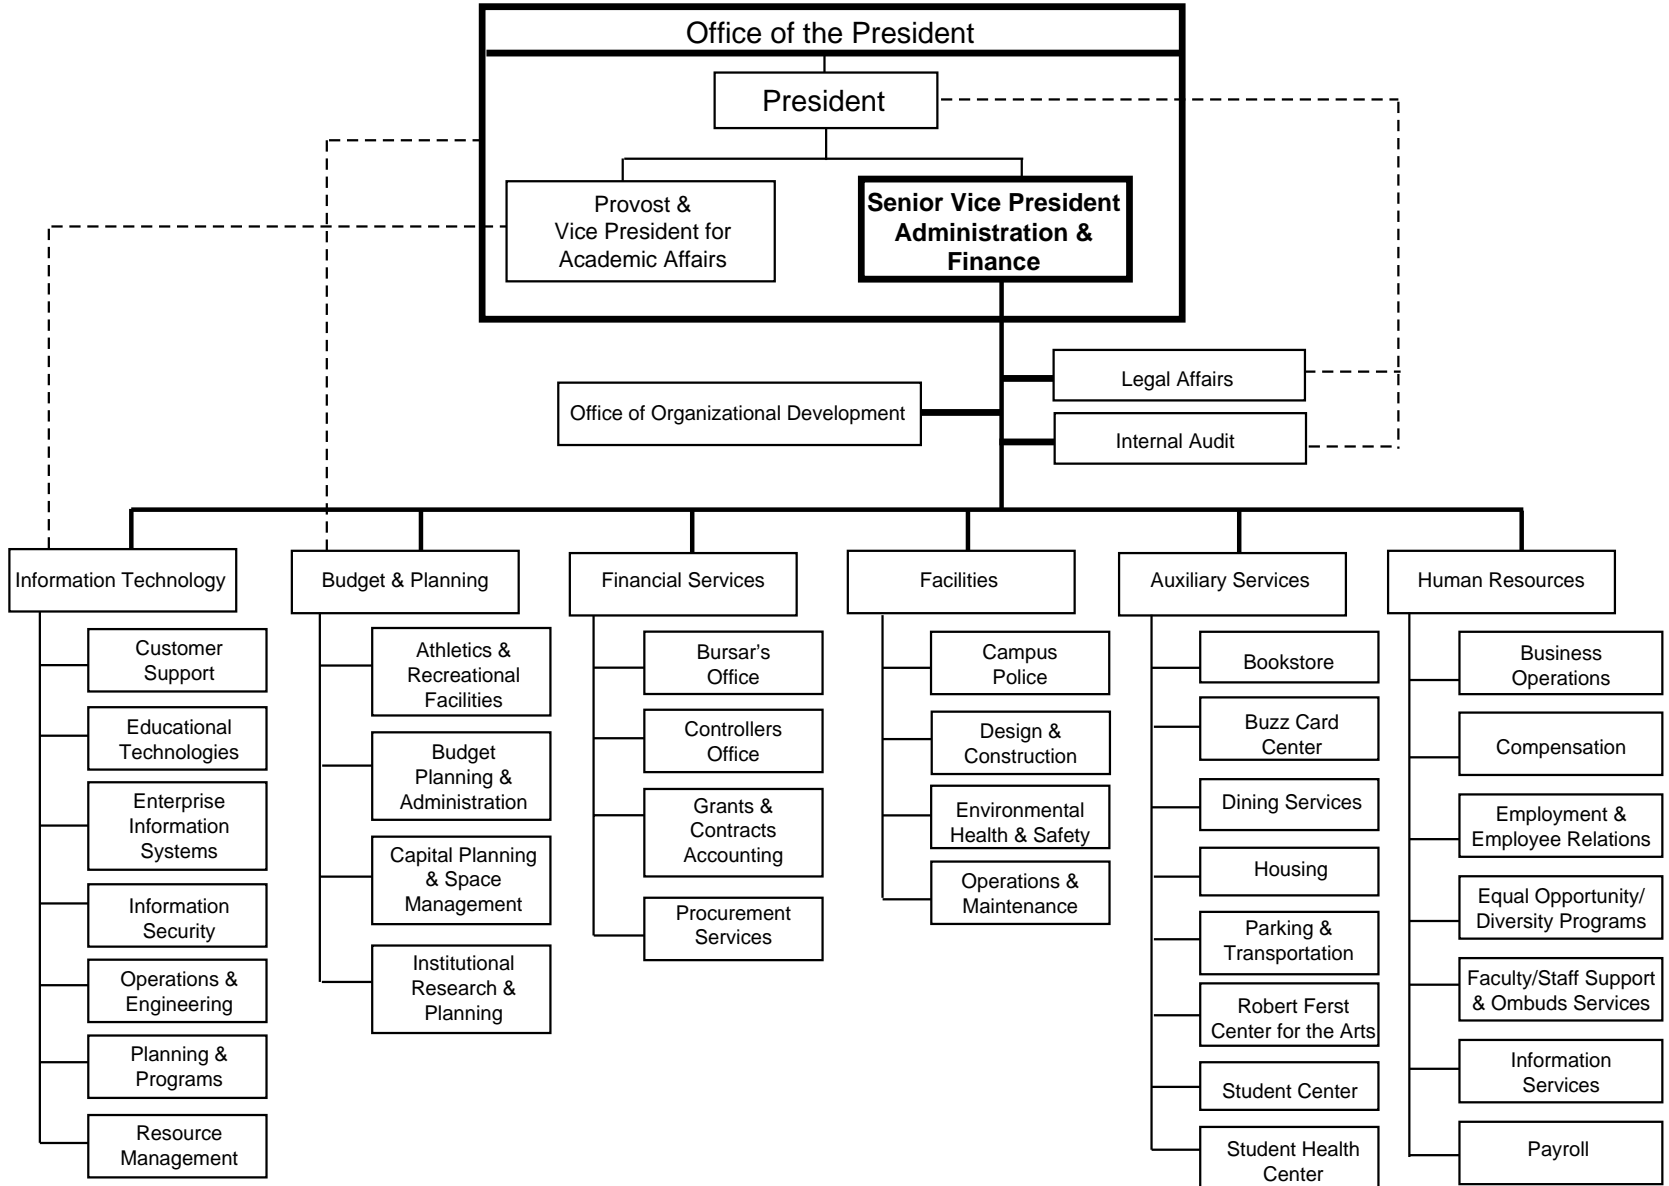 Office of the President
President
Provost &
Vice President for
Academic Affairs
Senior Vice President
Administration &
Finance
Legal Affairs
Office of Organizational Development
Internal Audit
Information Technology
Customer
Support
Educational
Technologies
Enterprise
Information
Systems
Information
Security
Operations &
Engineering
Planning &
Programs
Resource
Management
Budget & Planning
Athletics &
Recreational
Facilities
Budget
Planning &
Administration
Capital Planning
& Space
Management
Institutional
Research &
Planning
Financial Services
Bursar's
Office
Controllers
Office
Grants &
Contracts
Accounting
Procurement
Services
Facilities
Campus
Police
Design &
Construction
Environmental
Health & Safety
Operations &
Maintenance
Auxiliary Services
Bookstore
Buzz Card
Center
Dining Services
Housing
Parking &
Transportation
Robert Ferst
Center for the Arts
Student Center
Student Health
Center
Human Resources
Business
Operations
Compensation
Employment &
Employee Relations
Equal Opportunity/
Diversity Programs
Faculty/Staff Support
& Ombuds Services
Information
Services
Payroll